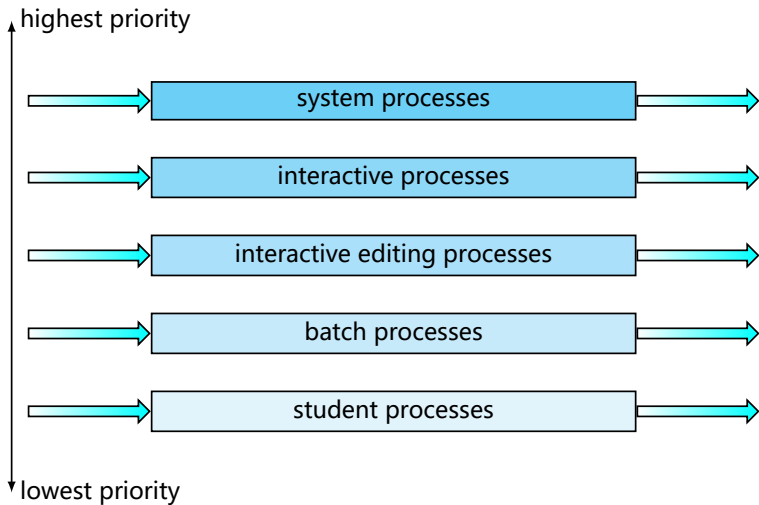 highest priority
system processes
interactive processes
interactive editing processes
batch processes
student processes
lowest priority